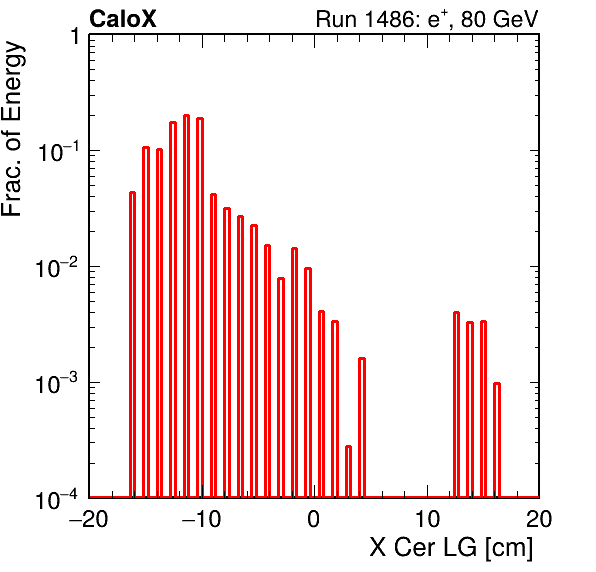 CaloX Run 1486: e⁺, 80 GeV
Frac. of Energy
1
10⁻¹
10⁻²
10⁻³
10⁻⁴
−20 −10 0 10 20
X Cer LG [cm]